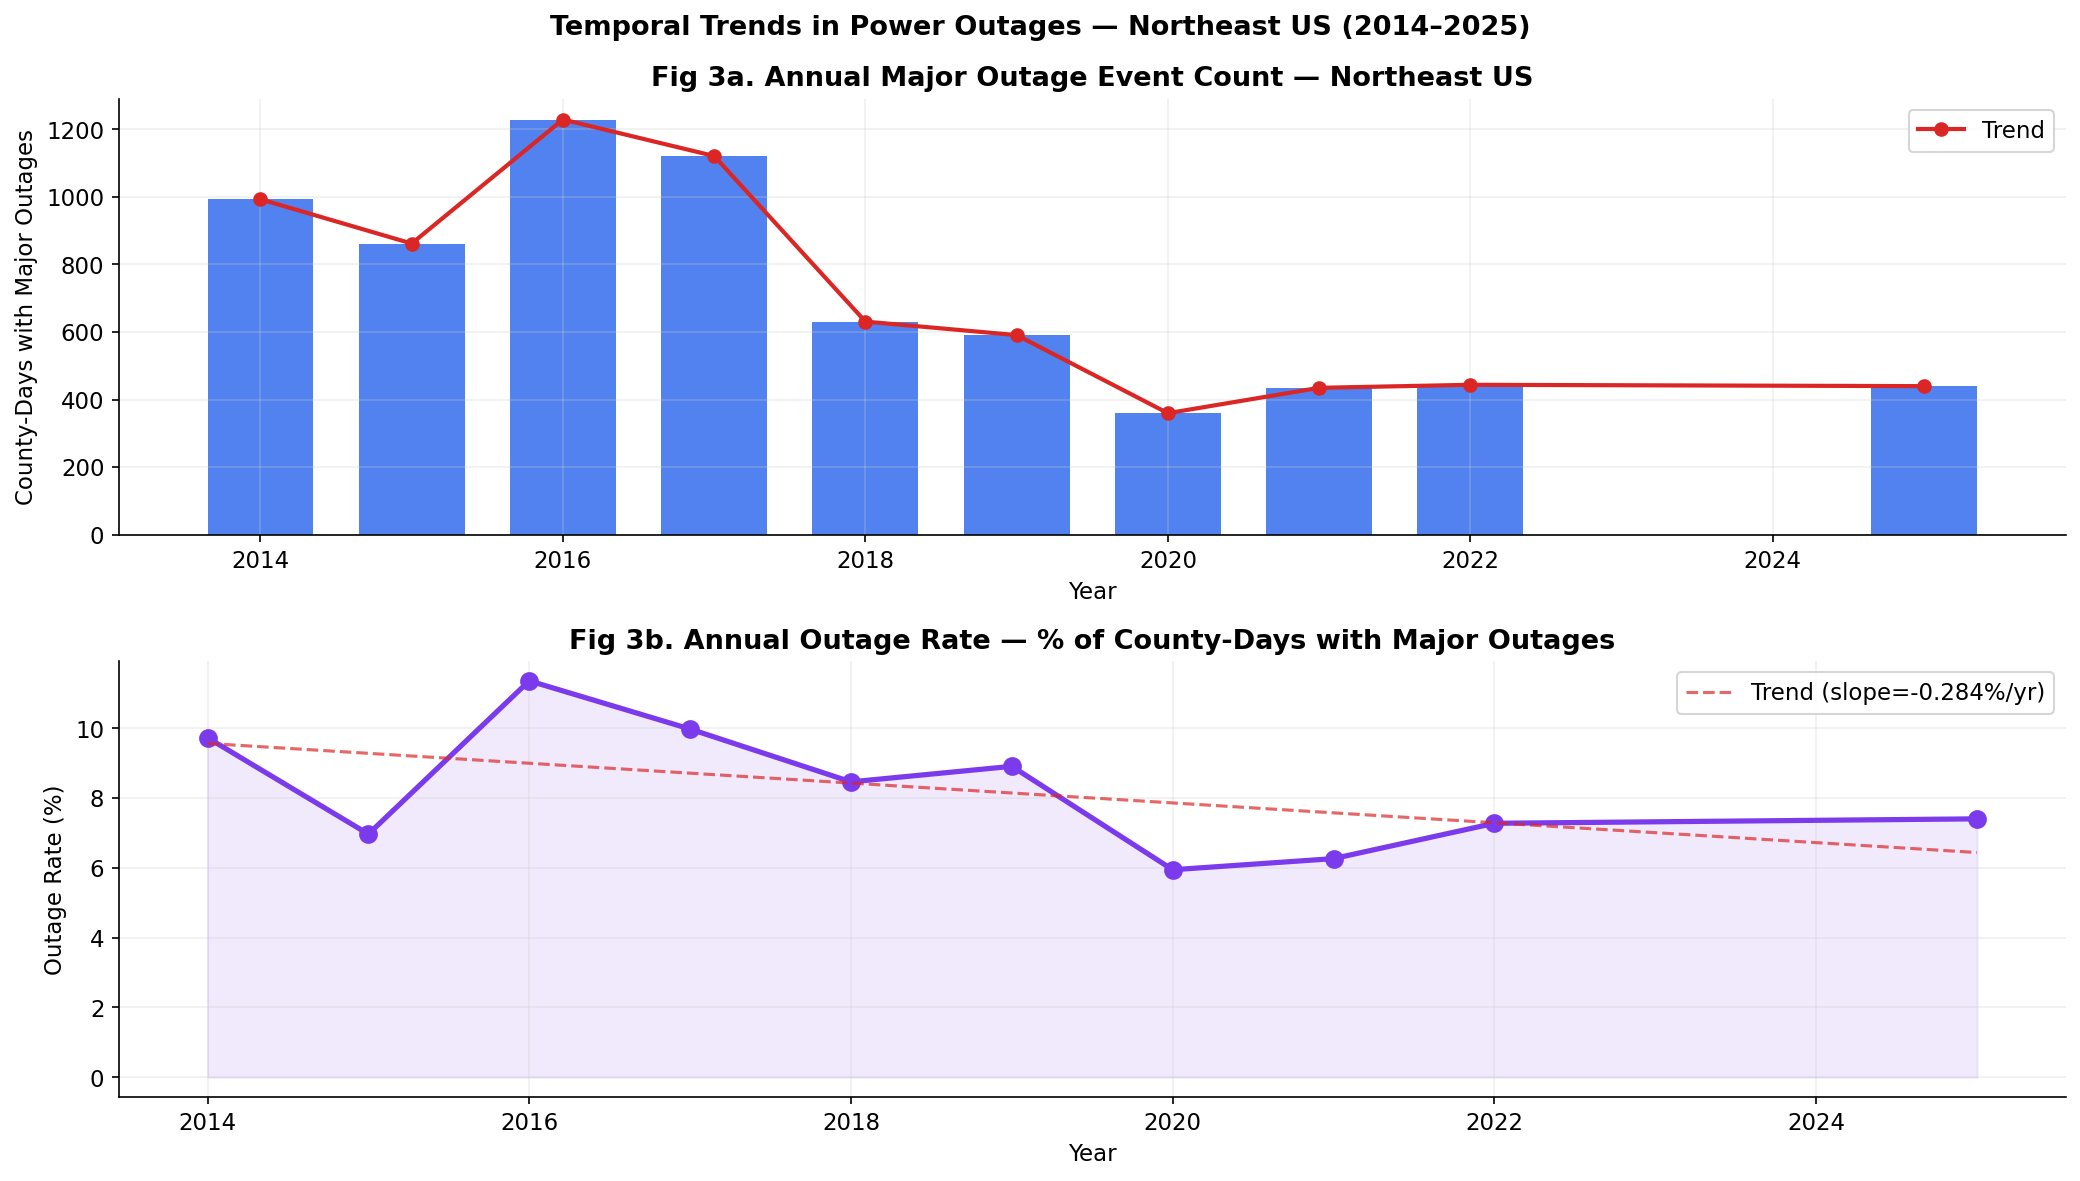 Temporal Trends in Power Outages — Northeast US (2014–2025)
Fig 3a. Annual Major Outage Event Count — Northeast US
County-Days with Major Outages
1200
1000
800
600
400
200
0
Trend
2014 2016 2018 2020 2022 2024
Year
Fig 3b. Annual Outage Rate — % of County-Days with Major Outages
Outage Rate (%)
10
8
6
4
2
0
Trend (slope=-0.284%/yr)
2014 2016 2018 2020 2022 2024
Year